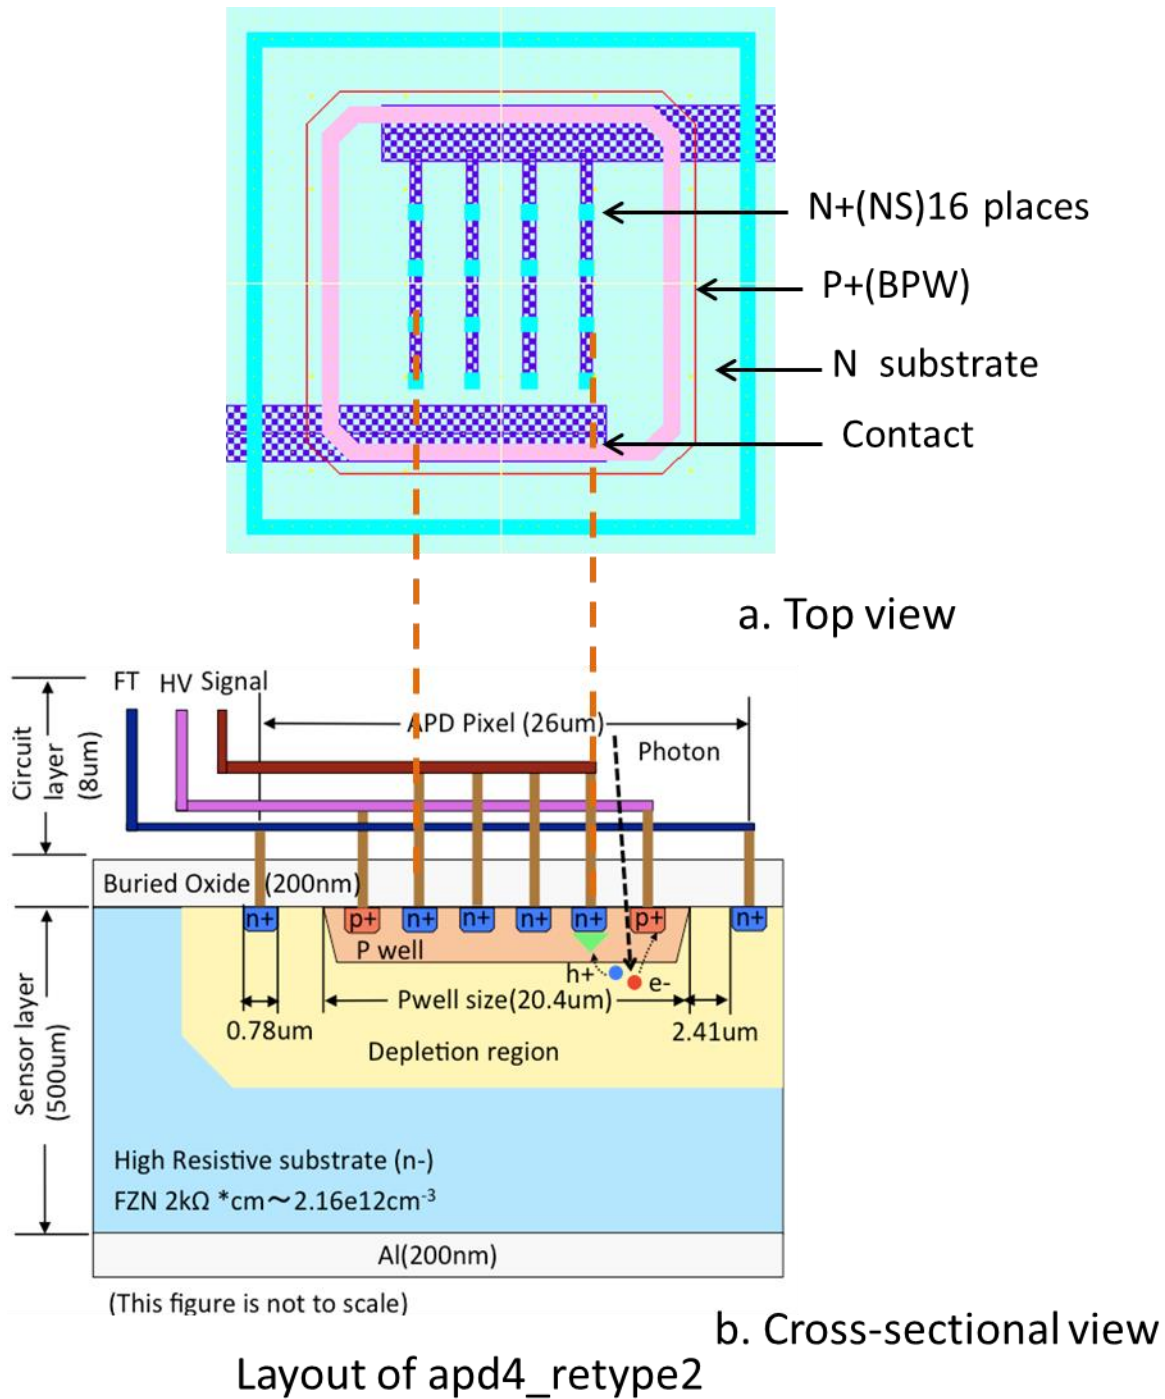 N+(NS)16 places
P+(BPW)
N substrate
Contact
a. Top view
FT HV Signal
APD Pixel (26um)
Photon
Circuit
layer
(8um)
Buried Oxide (200nm)
n+ p+ n+ n+ n+ n+ p+ n+
P well
h+ e-
Pwell size(20.4um)
0.78um
2.41um
Depletion region
Sensor layer
(500um)
High Resistive substrate (n-)
FZN 2kΩ *cm～2.16e12cm⁻³
Al(200nm)
(This figure is not to scale)
b. Cross-sectional view
Layout of apd4_retype2